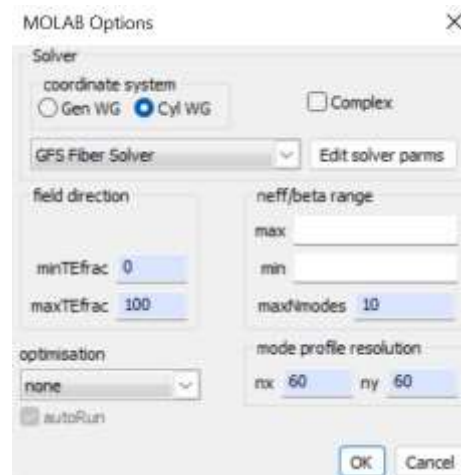 MOLAB Options
Solver
coordinate system
Gen WG Cyl WG
Complex
GFS Fiber Solver
Edit solver parms
field direction
minTEfrac 0
maxTEfrac 100
neff/beta range
max
min
maxNmodes 10
optimisation
none
autoRun
mode profile resolution
nx 60 ny 60
OK Cancel